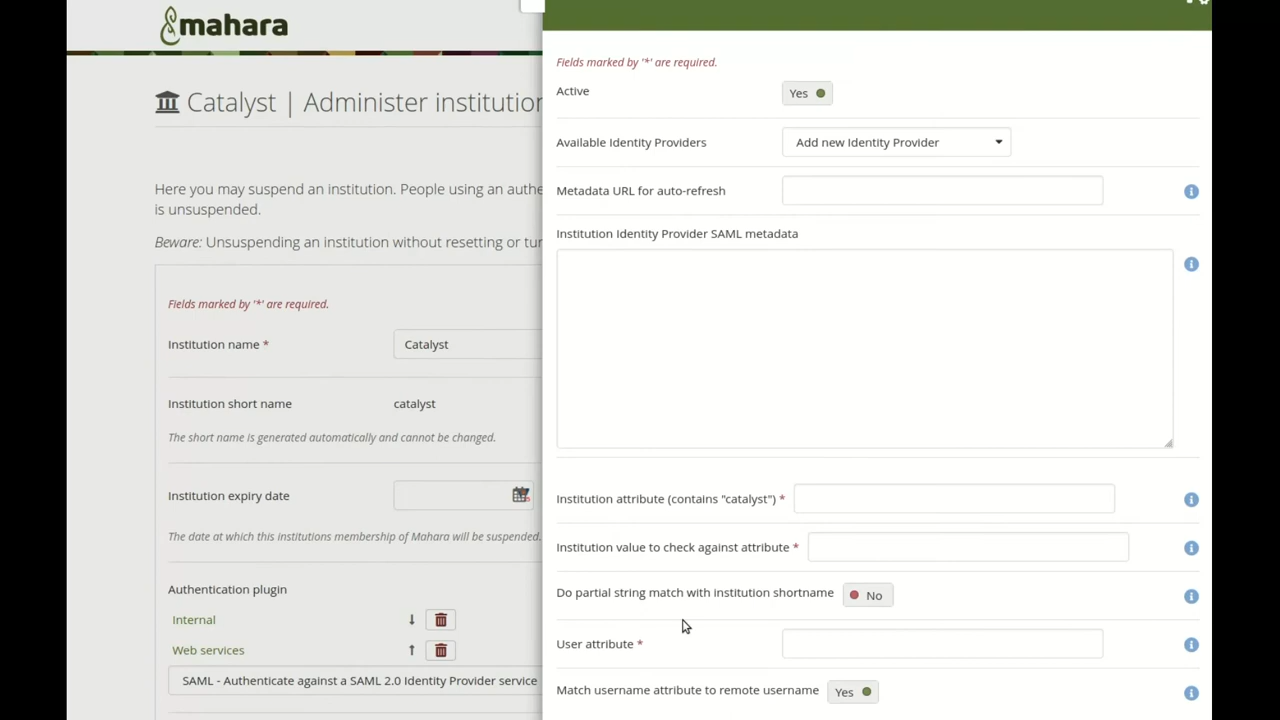 mahara
Catalyst | Administer institution
Here you may suspend an institution. People using an authe
is unsuspended.
Beware: Unsuspending an institution without resetting or tur
Fields marked by '*' are required.
Institution name *
Catalyst
Institution short name
catalyst
The short name is generated automatically and cannot be changed.
Institution expiry date
The date at which this institutions membership of Mahara will be suspended.
Authentication plugin
Internal
Web services
SAML - Authenticate against a SAML 2.0 Identity Provider service
Fields marked by '*' are required.
Active
Yes
Available Identity Providers
Add new Identity Provider
Metadata URL for auto-refresh
Institution Identity Provider SAML metadata
Institution attribute (contains "catalyst") *
Institution value to check against attribute *
Do partial string match with institution shortname
No
User attribute *
Match username attribute to remote username
Yes